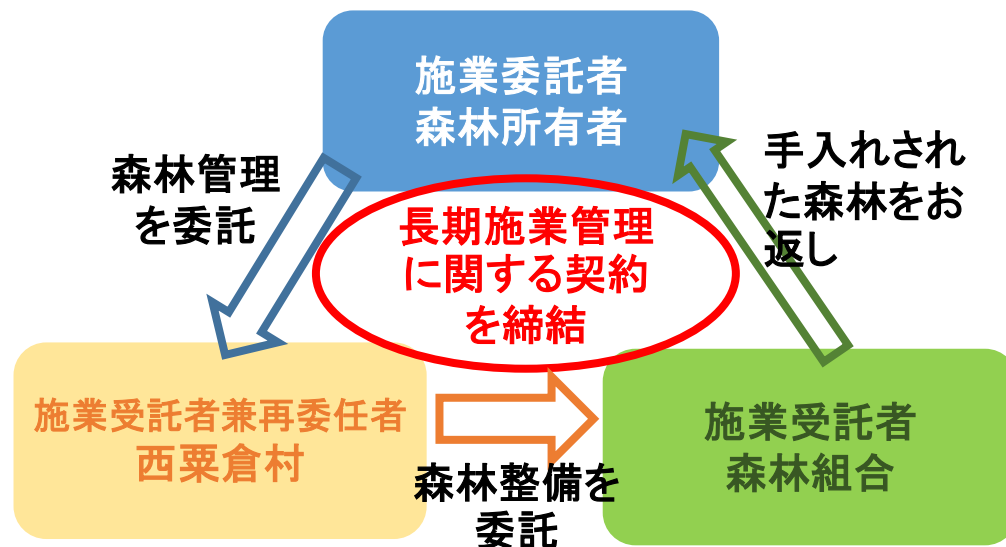 施業委託者
森林所有者
森林管理
を委託
手入れされ
た森林をお
返し
長期施業管理
に関する契約
を締結
施業受託者兼再委任者
西粟倉村
森林整備を
委託
施業受託者
森林組合